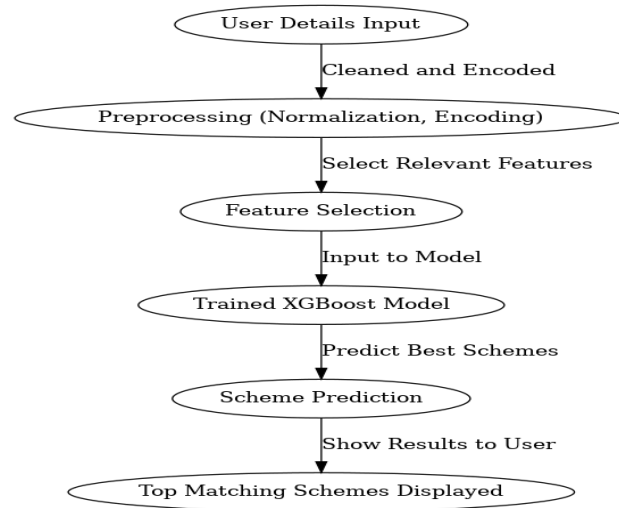 User Details Input
Cleaned and Encoded
Preprocessing (Normalization, Encoding)
Select Relevant Features
Feature Selection
Input to Model
Trained XGBoost Model
Predict Best Schemes
Scheme Prediction
Show Results to User
Top Matching Schemes Displayed